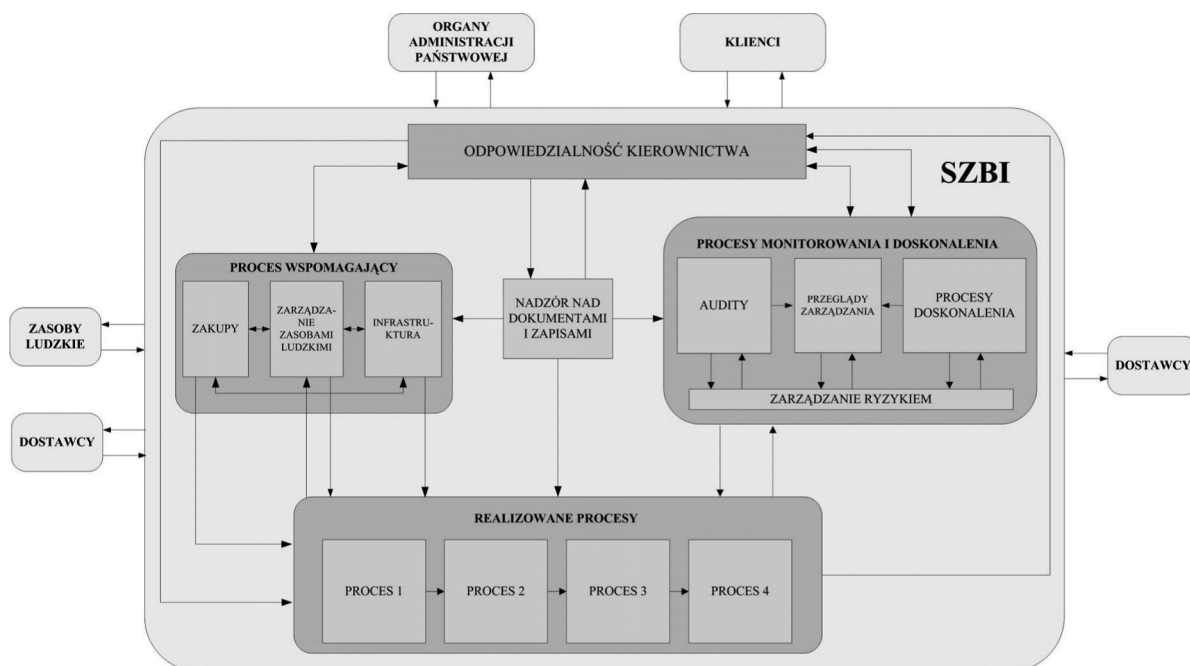 ORGANY
ADMINISTRACJI
PAŃSTWOWEJ
KLIENCI
ODPOWIEDZIALNOŚĆ KIEROWNICTWA
SZBI
PROCESY MONITOROWANIA I DOSKONALENIA
PROCES WSPOMAGAJĄCY
ZAKUPY
ZARZĄDZA-
NIE
ZASOBAMI
LUDZKIMI
INFRASTRUK-
TURA
NADZÓR NAD
DOKUMENTAMI
I ZAPISAMI
AUDITY
PRZEGLĄDY
ZARZĄDZANIA
PROCESY
DOSKONALENIA
ZARZĄDZANIE RYZYKIEM
ZASOBY
LUDZKIE
DOSTAWCY
DOSTAWCY
REALIZOWANE PROCESY
PROCES 1
PROCES 2
PROCES 3
PROCES 4